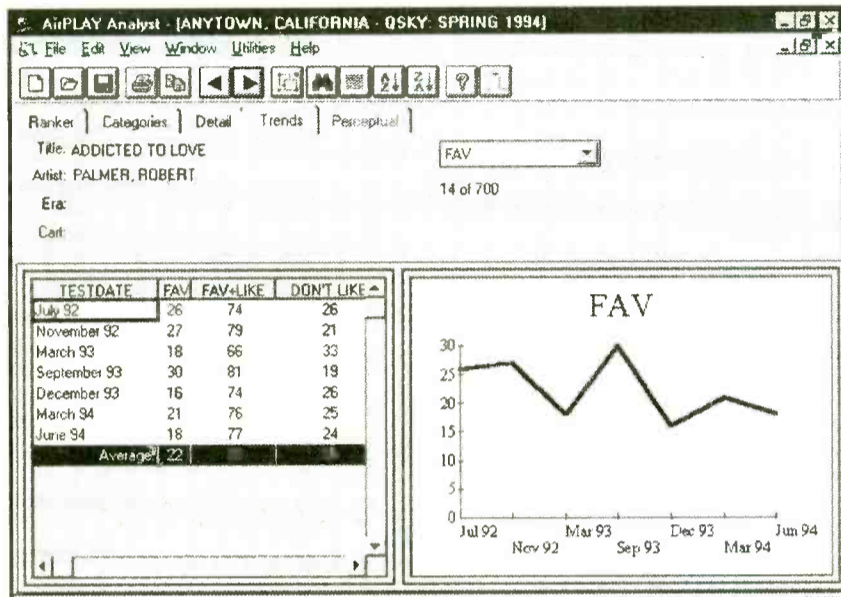 AirPLAY Analyst - [ANYTOWN, CALIFORNIA - QSKY: SPRING 1994]
File Edit View Window Utilities Help
Ranker Categories Detail Trends Perceptual
Title: ADDICTED TO LOVE
FAV
Artist: PALMER, ROBERT
14 of 700
Era:
Cart:
TESTDATE FAV FAV+LIKE DON'T LIKE
July 92 26 74 26
November 92 27 79 21
March 93 18 66 33
September 93 30 81 19
December 93 16 74 26
March 94 21 76 25
June 94 18 77 24
Average 22
FAV
30
25
20
15
10
5
0
Jul 92 Mar 93 Dec 93 Jun 94
Nov 92 Sep 93 Mar 94